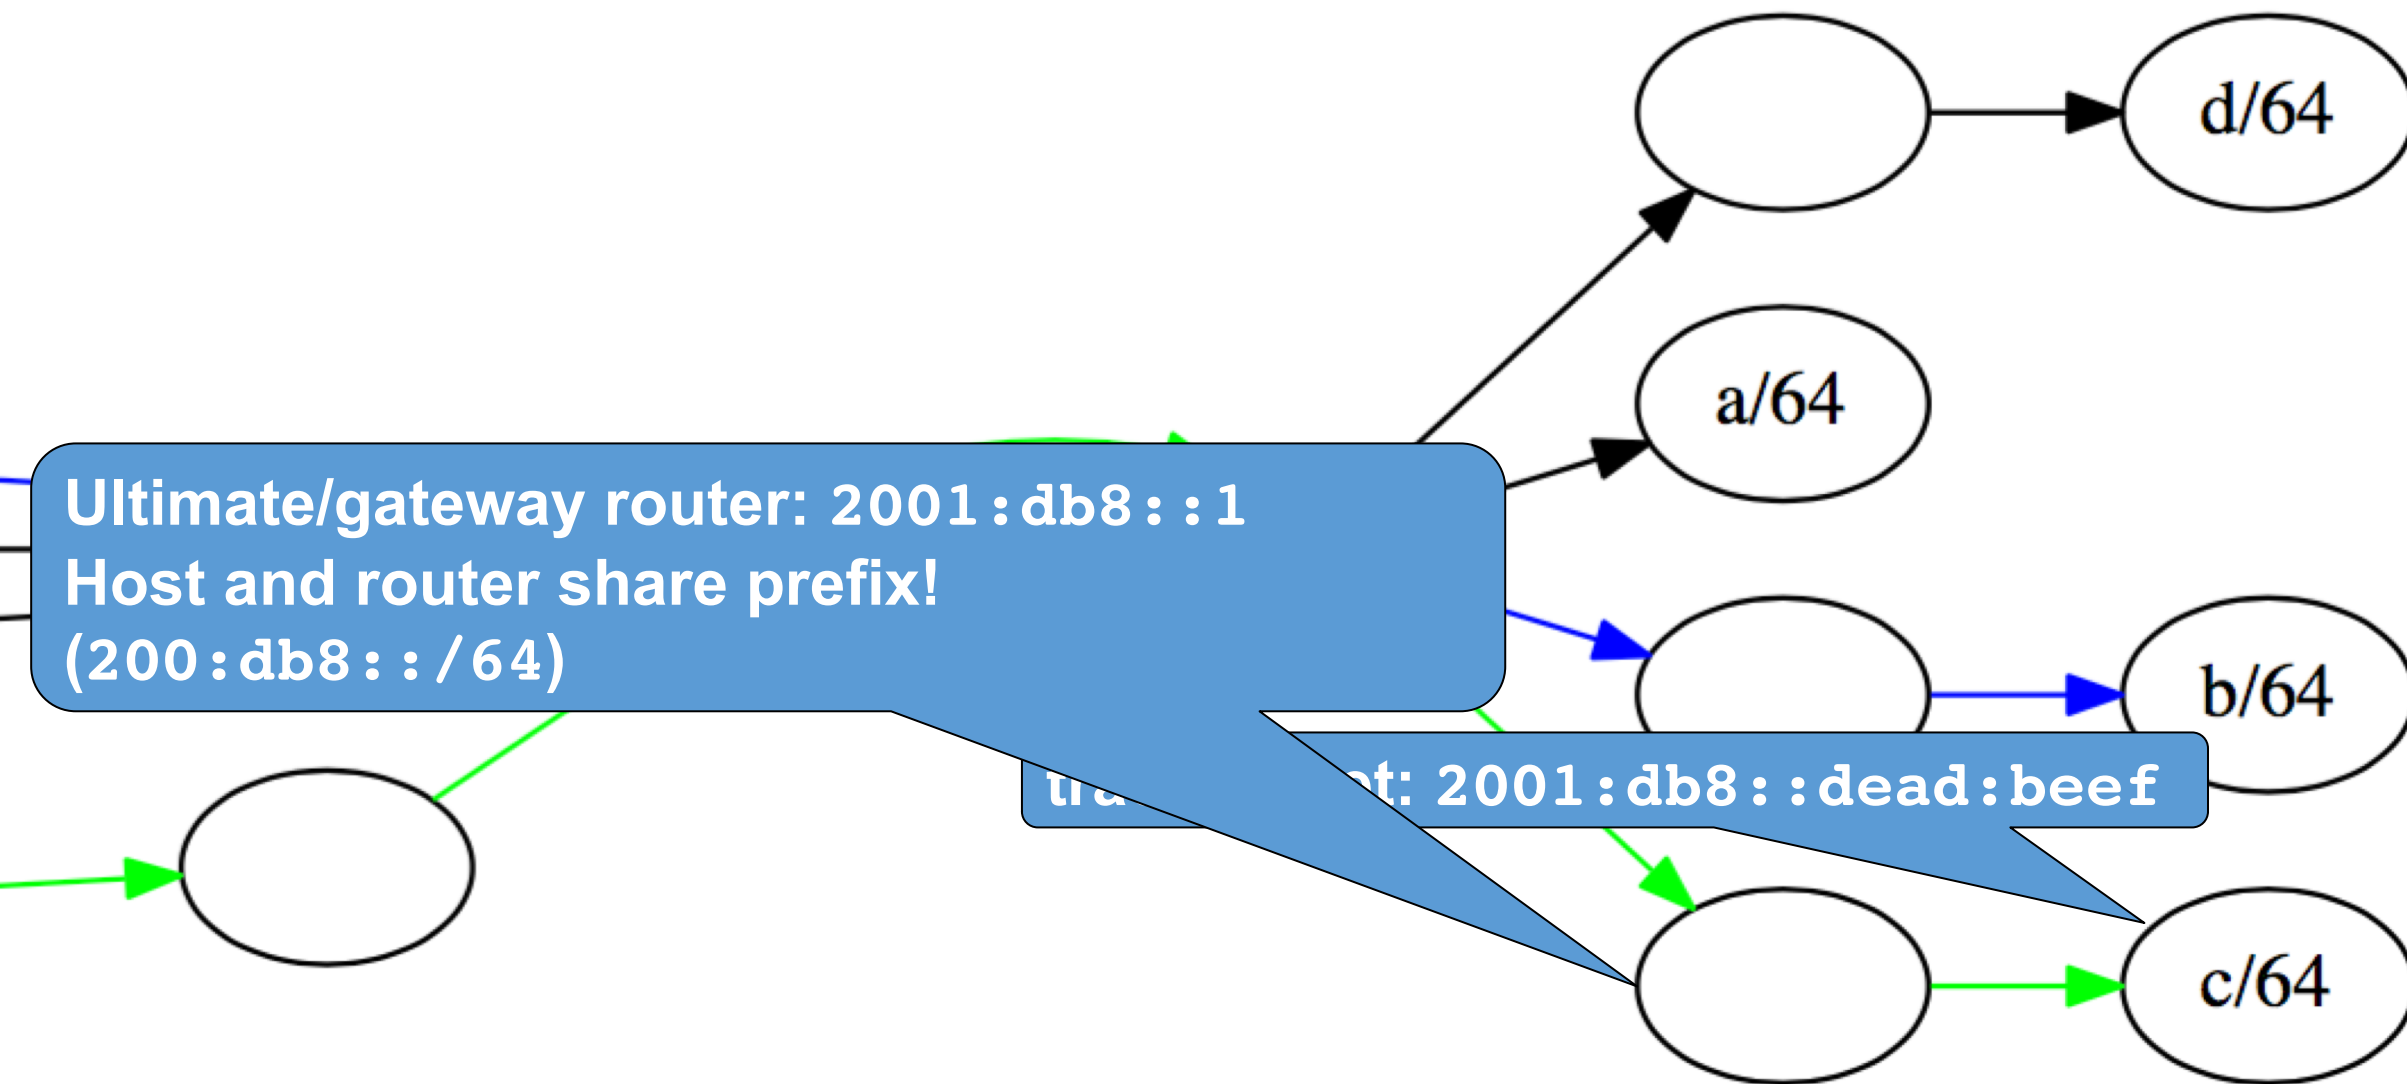 d/64
a/64
Ultimate/gateway router: 2001:db8::1
Host and router share prefix!
(200:db8::/64)
b/64
2001:db8::dead:beef
c/64